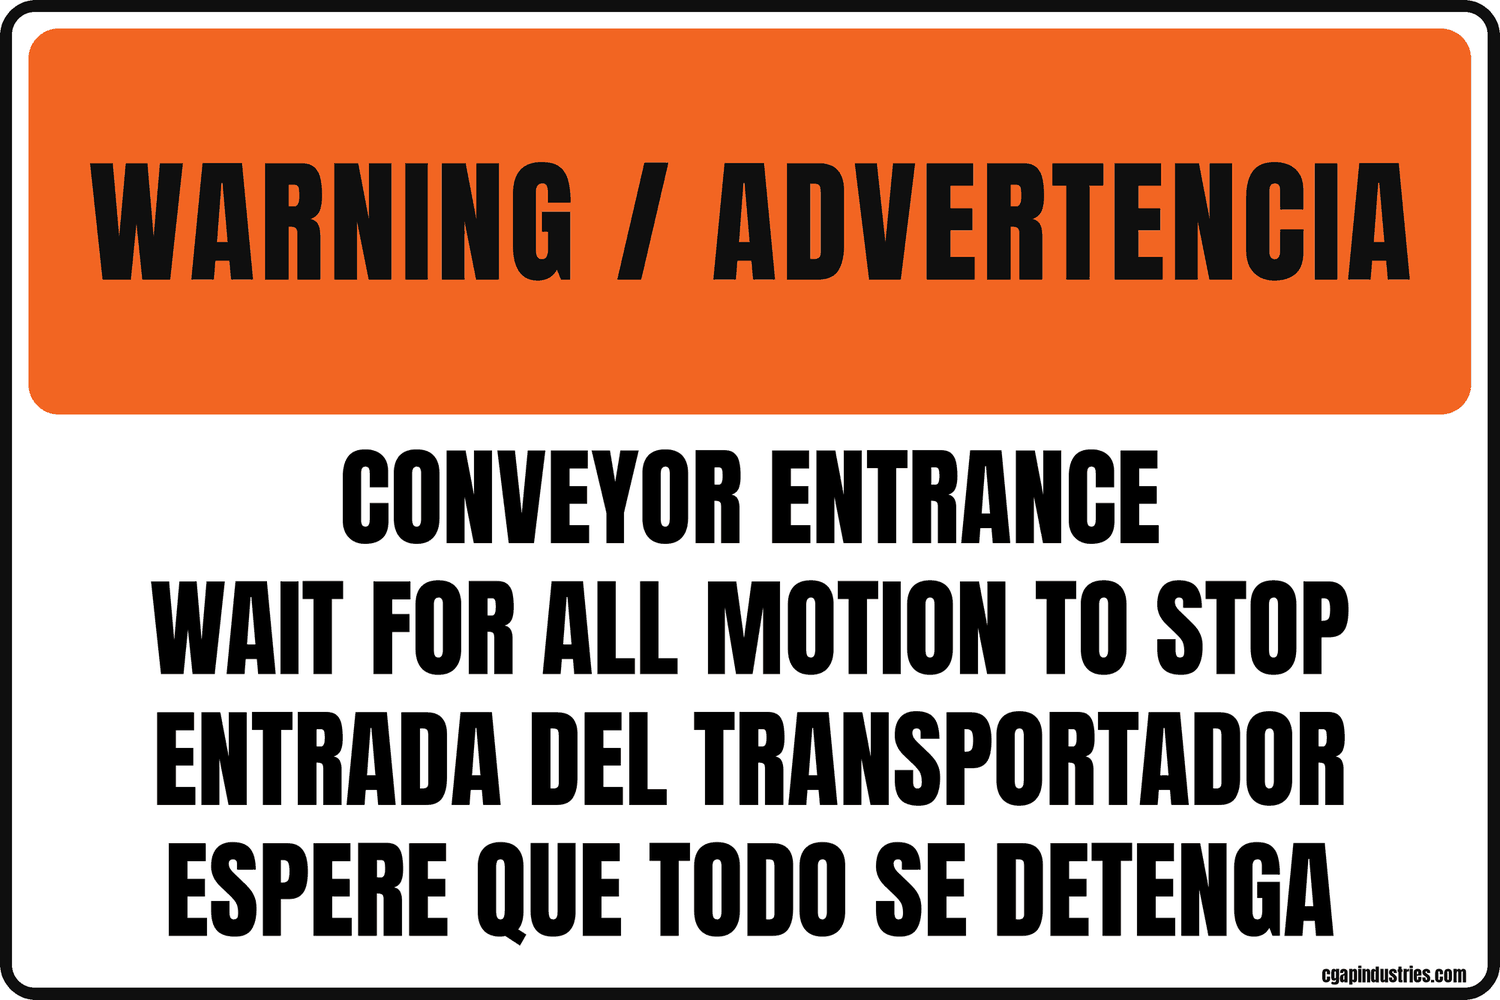 WARNING / ADVERTENCIA
CONVEYOR ENTRANCE
WAIT FOR ALL MOTION TO STOP
ENTRADA DEL TRANSPORTADOR
ESPERE QUE TODO SE DETENGA
cgapindustries.com